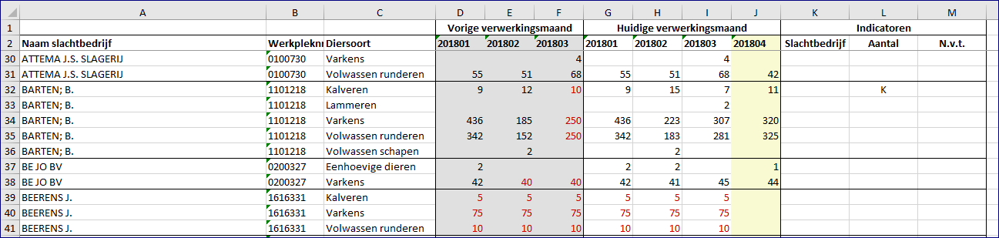 A B C D E F G H I J K L M
1 Vorige verwerkingsmaand Huidige verwerkingsmaand Indicatoren
2 Naam slachtbedrijf Werkpleknr Diersoort 201801 201802 201803 201801 201802 201803 201804 Slachtbedrijf Aantal N.v.t.
30 ATTEMA J.S. SLAGERIJ 0100730 Varkens 4 4
31 ATTEMA J.S. SLAGERIJ 0100730 Volwassen runderen 55 51 68 55 51 68 42
32 BARTEN; B. 1101218 Kalveren 9 12 10 9 15 7 11 K
33 BARTEN; B. 1101218 Lammeren 2
34 BARTEN; B. 1101218 Varkens 436 185 250 436 223 307 320
35 BARTEN; B. 1101218 Volwassen runderen 342 152 250 342 183 281 325
36 BARTEN; B. 1101218 Volwassen schapen 2 2
37 BE JO BV 0200327 Eenhoevige dieren 2 2 2 1
38 BE JO BV 0200327 Varkens 42 40 40 42 41 45 44
39 BEERENS J. 1616331 Kalveren 5 5 5 5 5 5
40 BEERENS J. 1616331 Varkens 75 75 75 75 75 75
41 BEERENS J. 1616331 Volwassen runderen 10 10 10 10 10 10